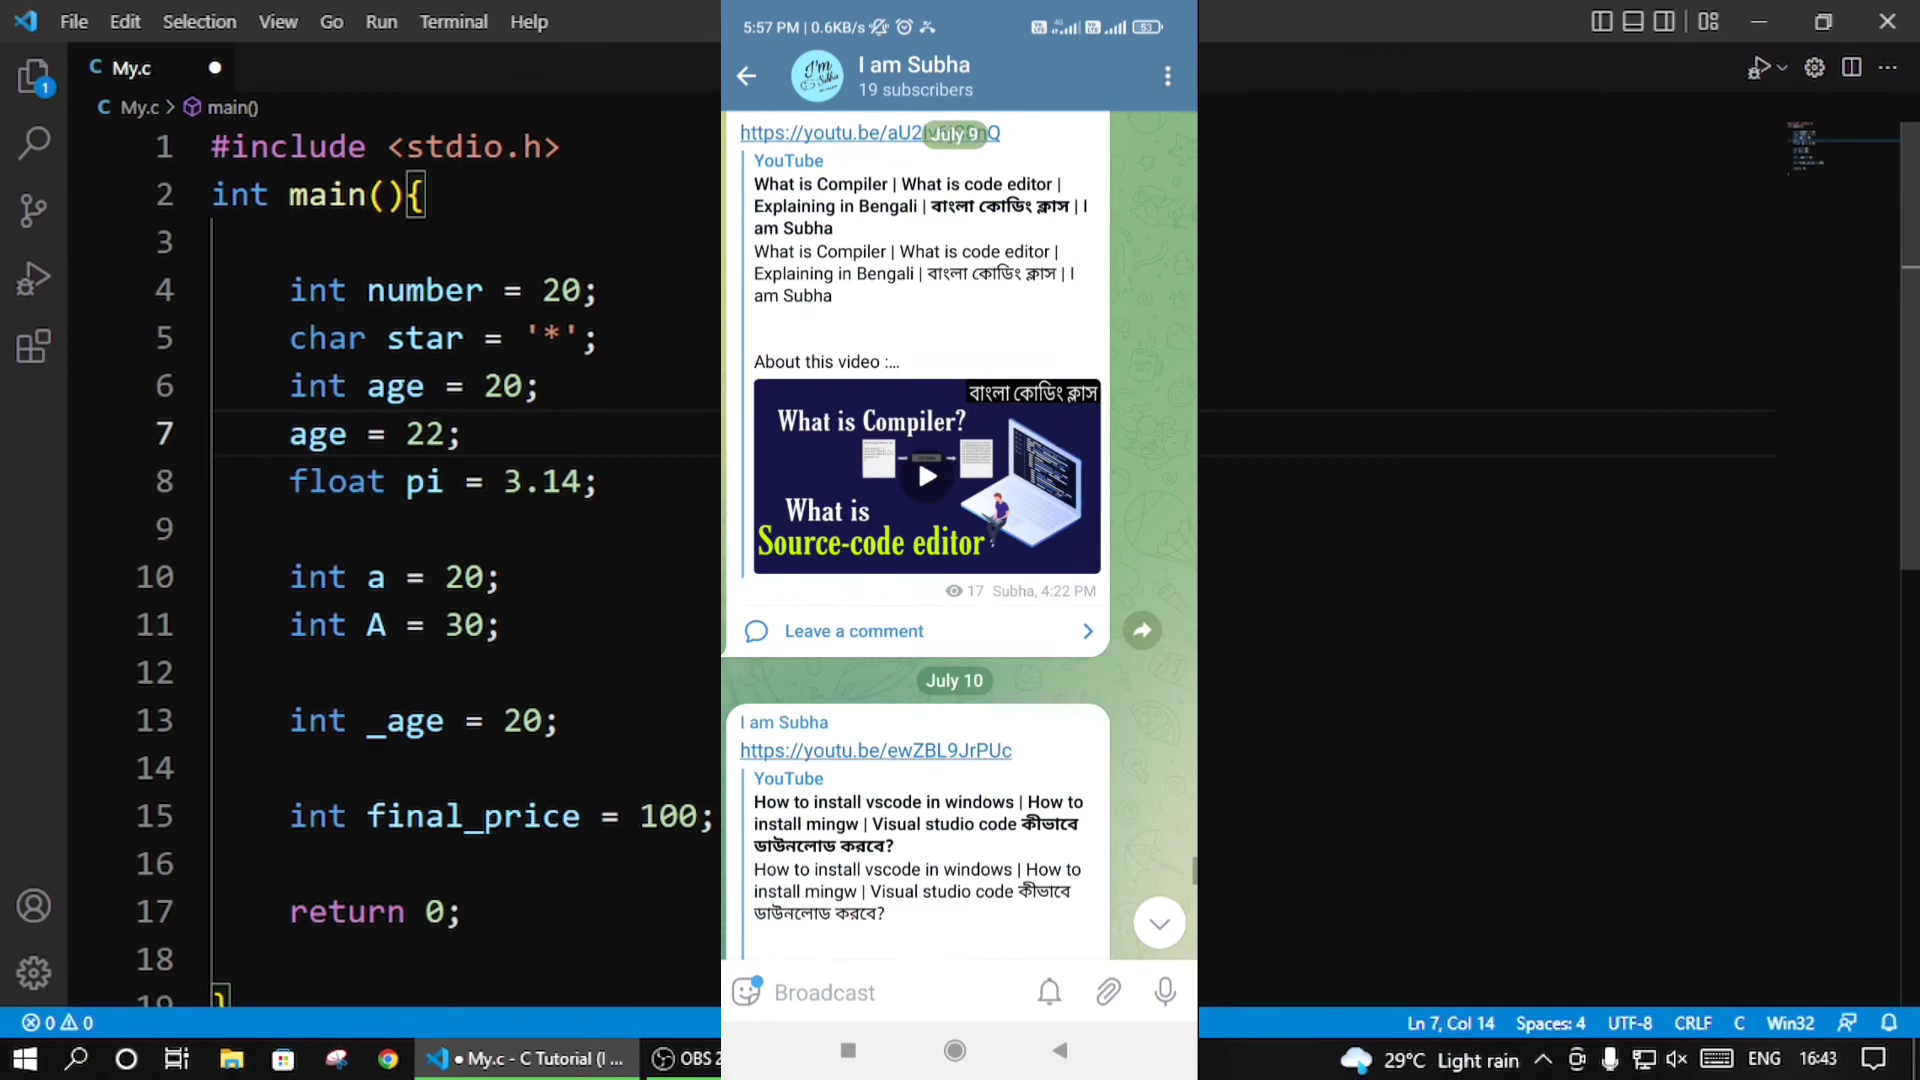 File Edit Selection View Go Run Terminal Help
C My.c
C My.c > main()
1 #include <stdio.h>
2 int main(){
3
4 int number = 20;
5 char star = '*';
6 int age = 20;
7 age = 22;
8 float pi = 3.14;
9
10 int a = 20;
11 int A = 30;
12
13 int _age = 20;
14
15 int final_price = 100;
16
17 return 0;
18
19 }
1
5:57 PM | 0.6KB/s
4G
53
I am Subha
19 subscribers
July 9
YouTube
What is Compiler | What is code editor |
Explaining in Bengali | বাংলা কোডিং ক্লাস | I
am Subha
What is Compiler | What is code editor |
Explaining in Bengali | বাংলা কোডিং ক্লাস | I
am Subha
About this video :...
বাংলা কোডিং ক্লাস
What is Compiler?
What is
Source-code editor
17 Subha, 4:22 PM
Leave a comment
July 10
I am Subha
https://youtu.be/ewZBL9JrPUc
YouTube
How to install vscode in windows | How to
install mingw | Visual studio code কীভাবে
ডাউনলোড করবে?
How to install vscode in windows | How to
install mingw | Visual studio code কীভাবে
ডাউনলোড করবে?
Broadcast
0 0
Ln 7, Col 14 Spaces: 4 UTF-8 CRLF C Win32
● My.c - C Tutorial (I ...
OBS 2
29°C Light rain
ENG 16:43